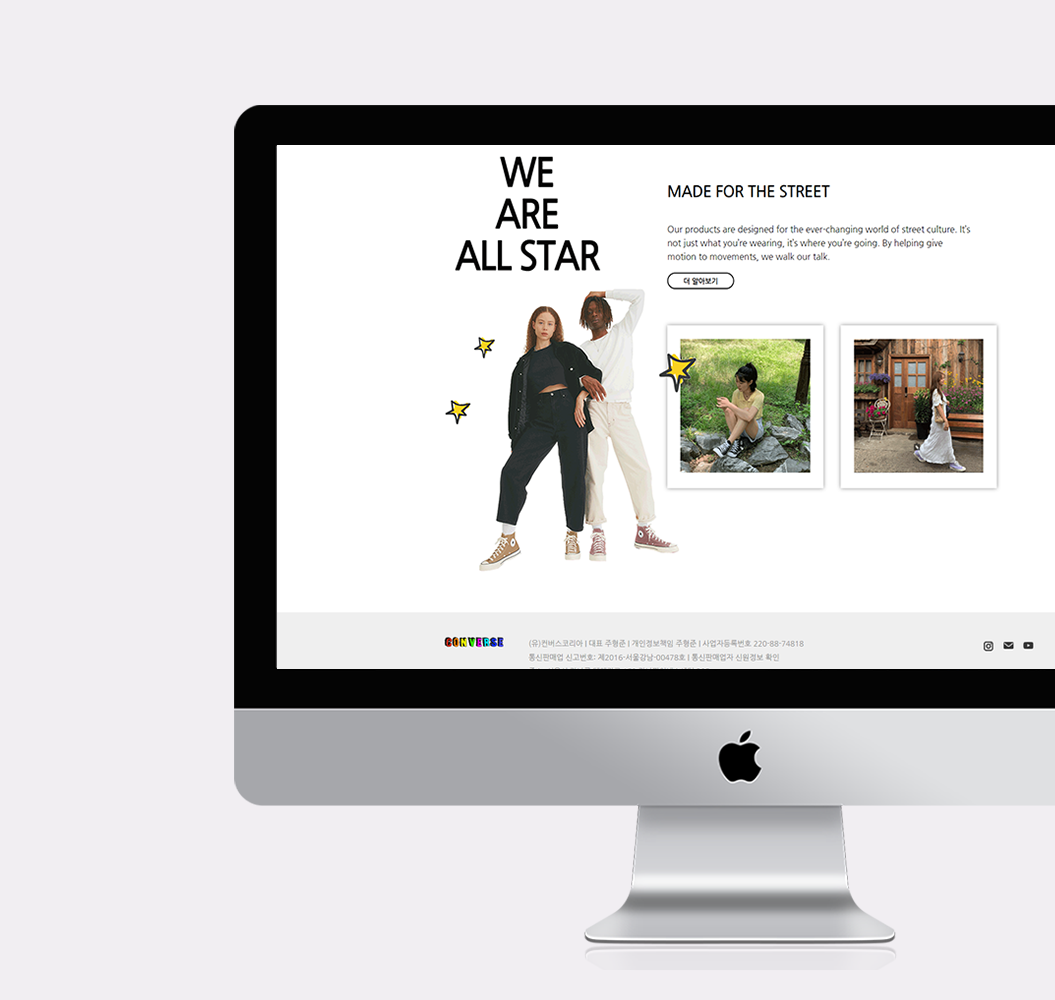 WE
ARE
ALL STAR
MADE FOR THE STREET
Our products are designed for the ever-changing world of street culture. It's
not just what you're wearing, it's where you're going. By helping give
motion to movements, we walk our talk.
더 알아보기
CONVERSE
(유)컨버스코리아 | 대표 주형준 | 개인정보책임 주형준 | 사업자등록번호 220-88-74818
통신판매업 신고번호: 제2016-서울강남-00478호 | 통신판매업자 신원정보 확인